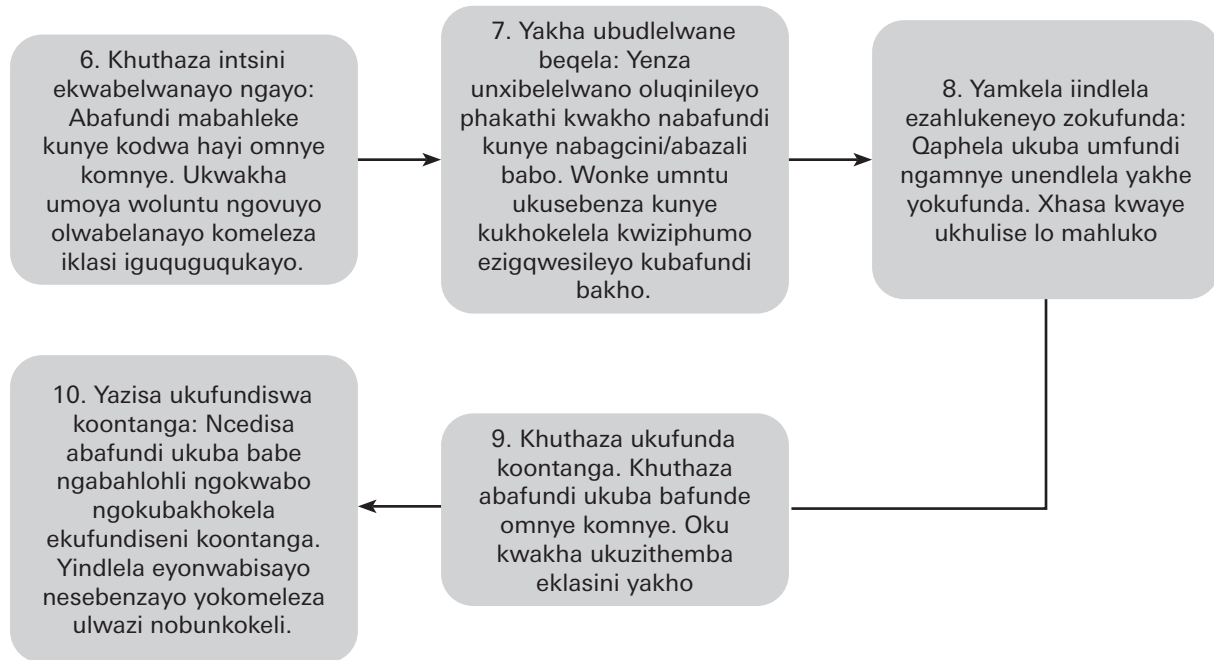 6. Khuthaza intsini
ekwabelwanayo ngayo:
Abafundi mabahleke
kunye kodwa hayi omnye
komnye. Ukwakha
umoya woluntu ngovuyo
olwabelanayo komeleza
iklasi iguquguqukayo.
7. Yakha ubudlelwane
beqela: Yenza
unxibelelwano oluqinileyo
phakathi kwakho nabafundi
kunye nabagcini/abazali
babo. Wonke umntu
ukusebenza kunye
kukhokelela kwiziphumo
ezigqwesileyo kubafundi
bakho.
8. Yamkela iindlela
ezahlukeneyo zokufunda:
Qaphela ukuba umfundi
ngamnye unendlela yakhe
yokufunda. Xhasa kwaye
ukhulise lo mahluko
9. Khuthaza ukufunda
koontanga. Khuthaza
abafundi ukuba bafunde
omnye komnye. Oku
kwakha ukuzithemba
eklasini yakho
10. Yazisa ukufundiswa
koontanga: Ncedisa
abafundi ukuba babe
ngabahlohli ngokwabo
ngokubakhokela
ekufundiseni koontanga.
Yindlela eyonwabisayo
nesebenzayo yokomeleza
ulwazi nobunkokeli.